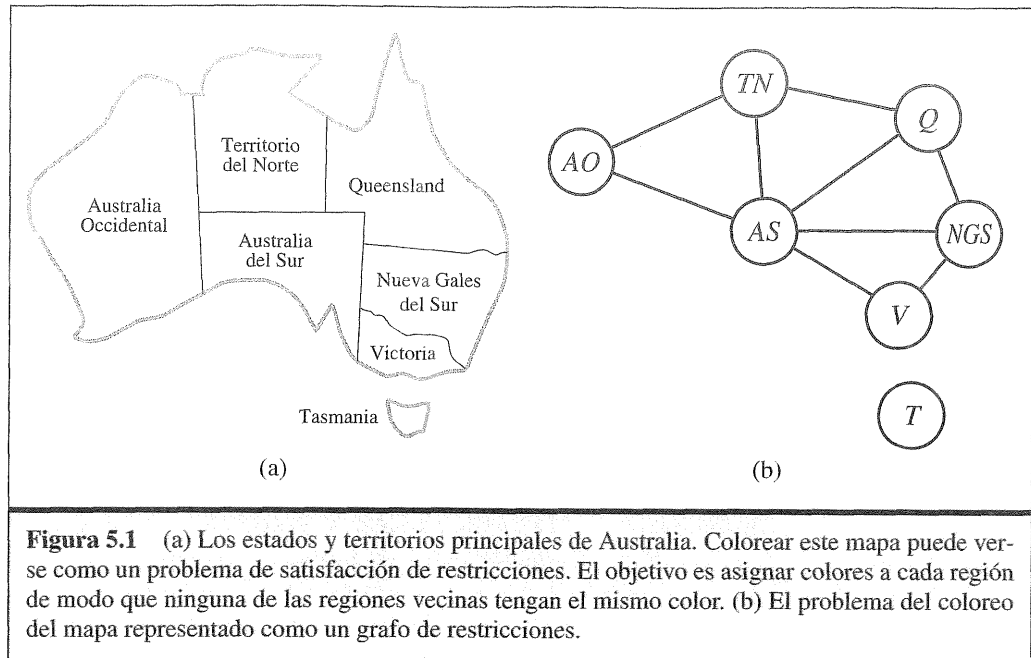 Territorio
del Norte
Queensland
Australia
Occidental
Australia
del Sur
Nueva Gales
del Sur
Victoria
Tasmania
(a)
TN
Q
AO
AS
NGS
V
T
(b)
Figura 5.1 (a) Los estados y territorios principales de Australia. Colorear este mapa puede ver-
se como un problema de satisfacción de restricciones. El objetivo es asignar colores a cada región
de modo que ninguna de las regiones vecinas tengan el mismo color. (b) El problema del coloreo
del mapa representado como un grafo de restricciones.